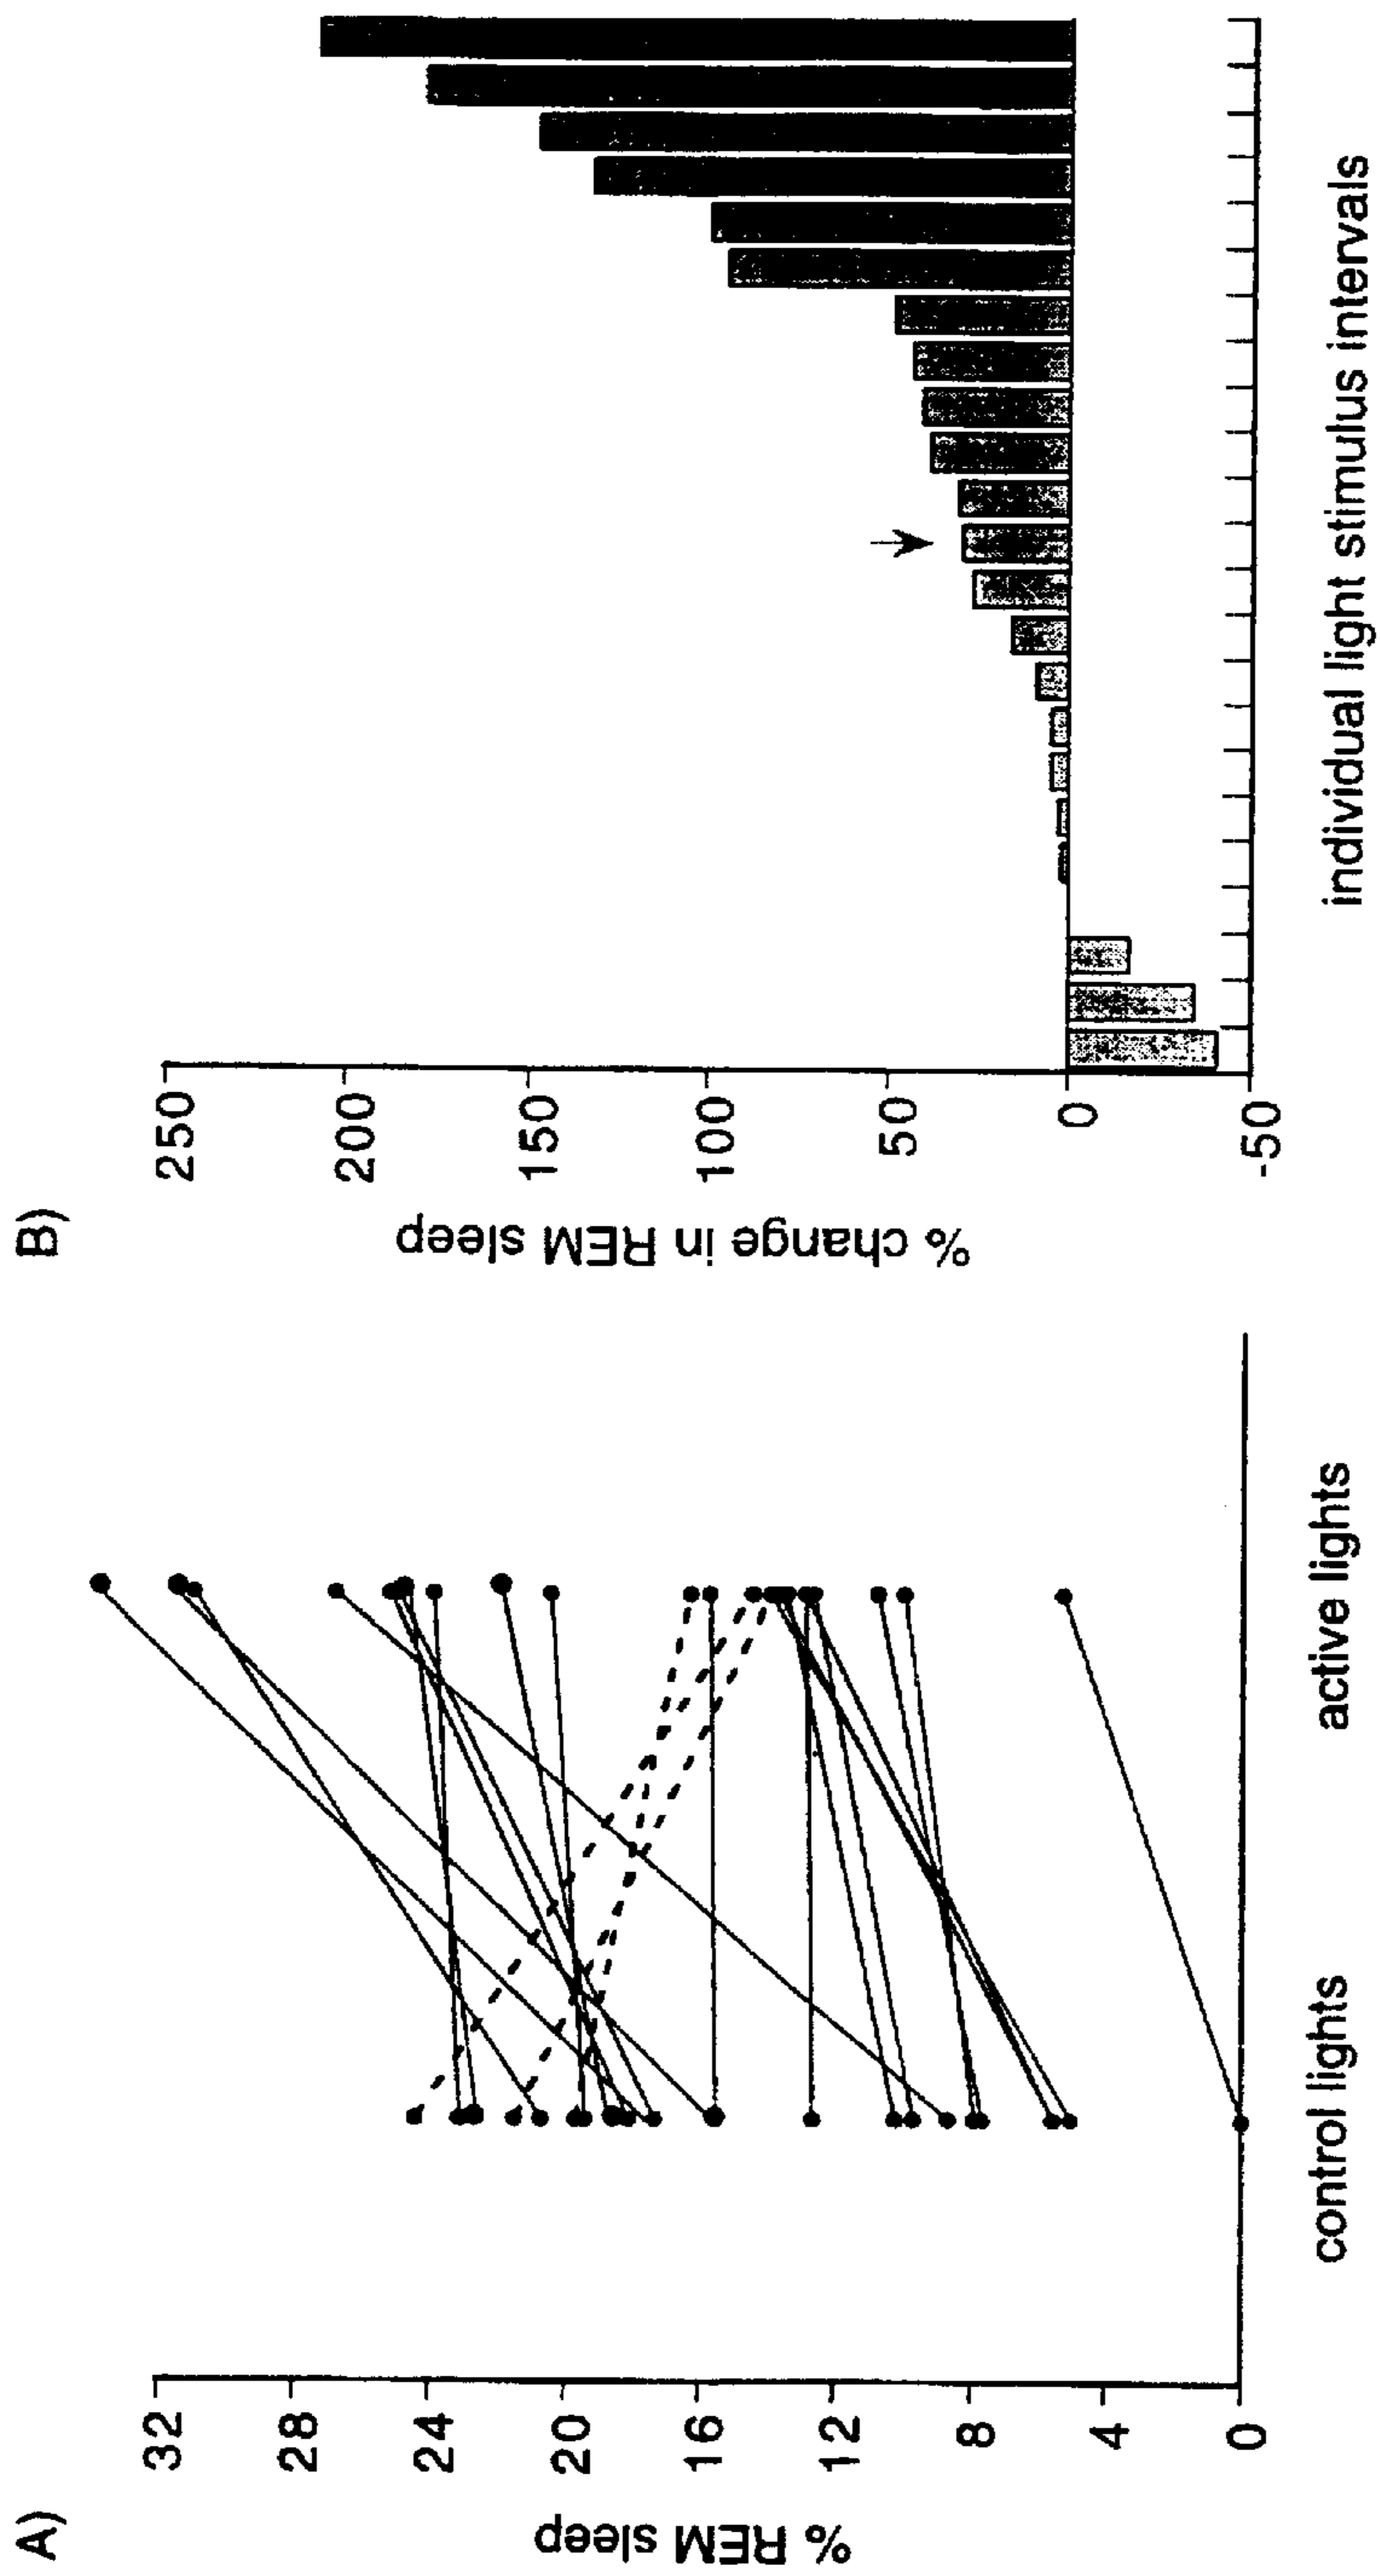 A)
% REM sleep
32
28
24
20
16
12
8
4
0
control lights
active lights
B)
% change in REM sleep
250
200
150
100
50
0
-50
individual light stimulus intervals